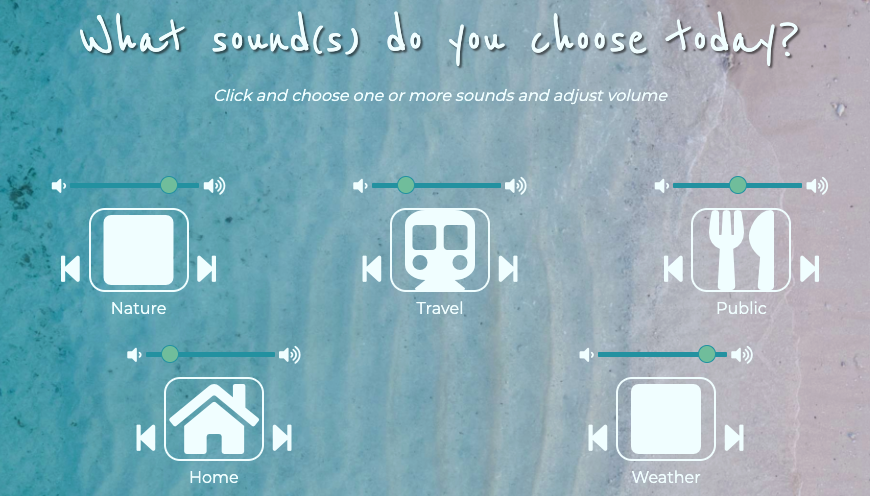 What sound(s) do you choose today?
Click and choose one or more sounds and adjust volume
Nature
Travel
Public
Home
Weather